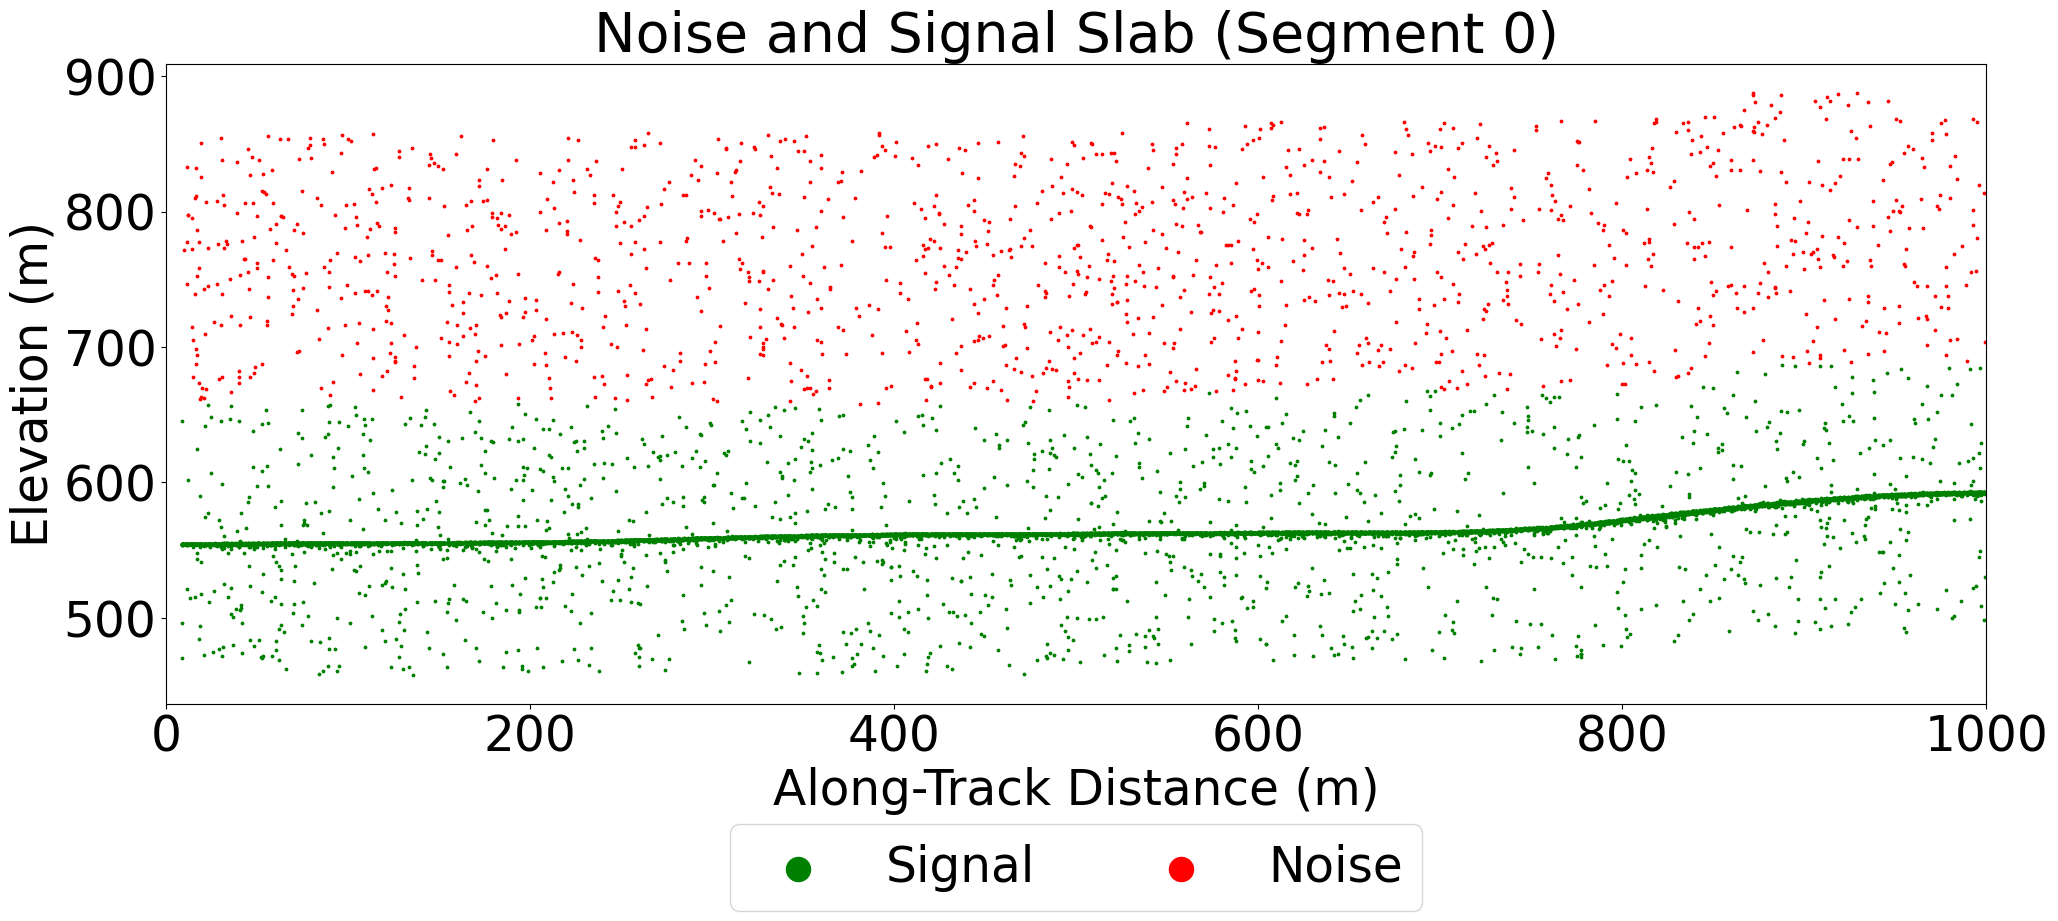 Noise and Signal Slab (Segment 0)
900
800
700
600
500
Elevation (m)
0 200 400 600 800 1000
Along-Track Distance (m)
Signal Noise